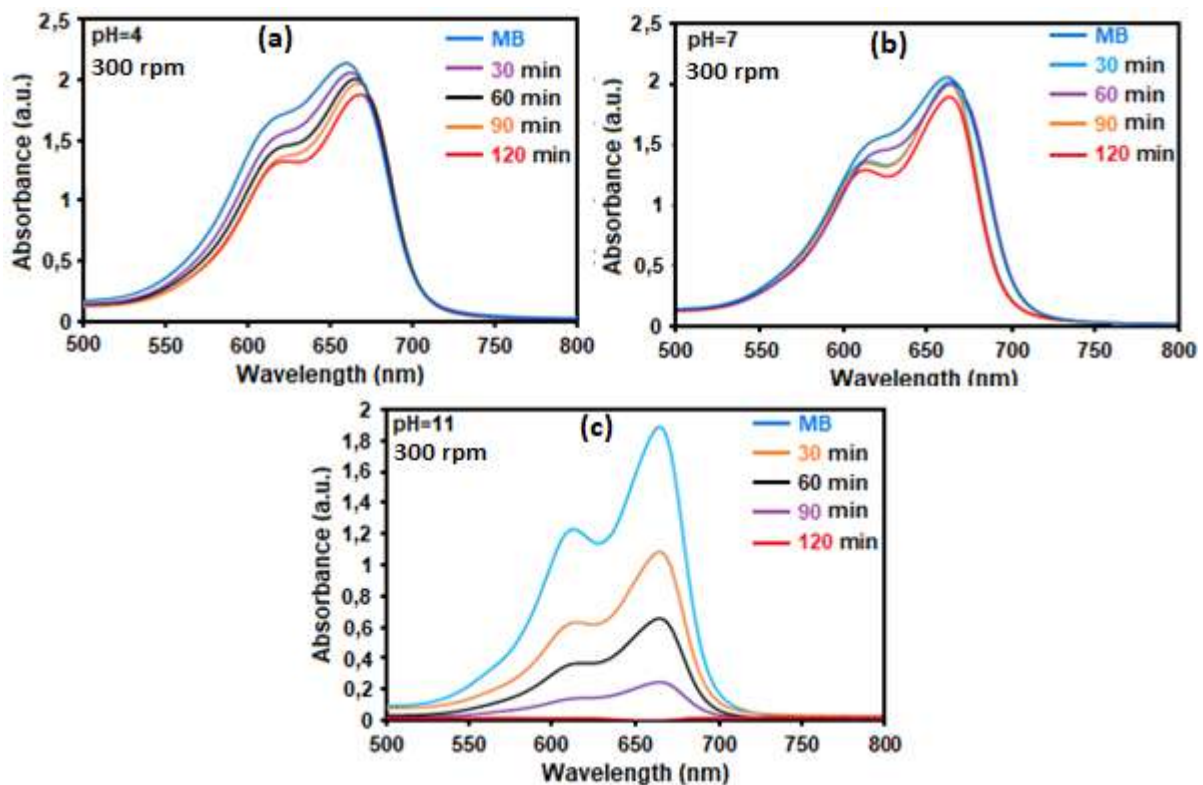 2,5
2
1,5
1
0,5
0
Absorbance (a.u.)
pH=4
300 rpm
(a)
MB
30 min
60 min
90 min
120 min
500 550 600 650 700 750 800
Wavelength (nm)
2,5
2
1,5
1
0,5
0
Absorbance (a.u.)
pH=7
300 rpm
(b)
MB
30 min
60 min
90 min
120 min
500 550 600 650 700 750 800
Wavelength (nm)
2
1,8
1,6
1,4
1,2
1
0,8
0,6
0,4
0,2
0
Absorbance (a.u.)
pH=11
300 rpm
(c)
MB
30 min
60 min
90 min
120 min
500 550 600 650 700 750 800
Wavelength (nm)